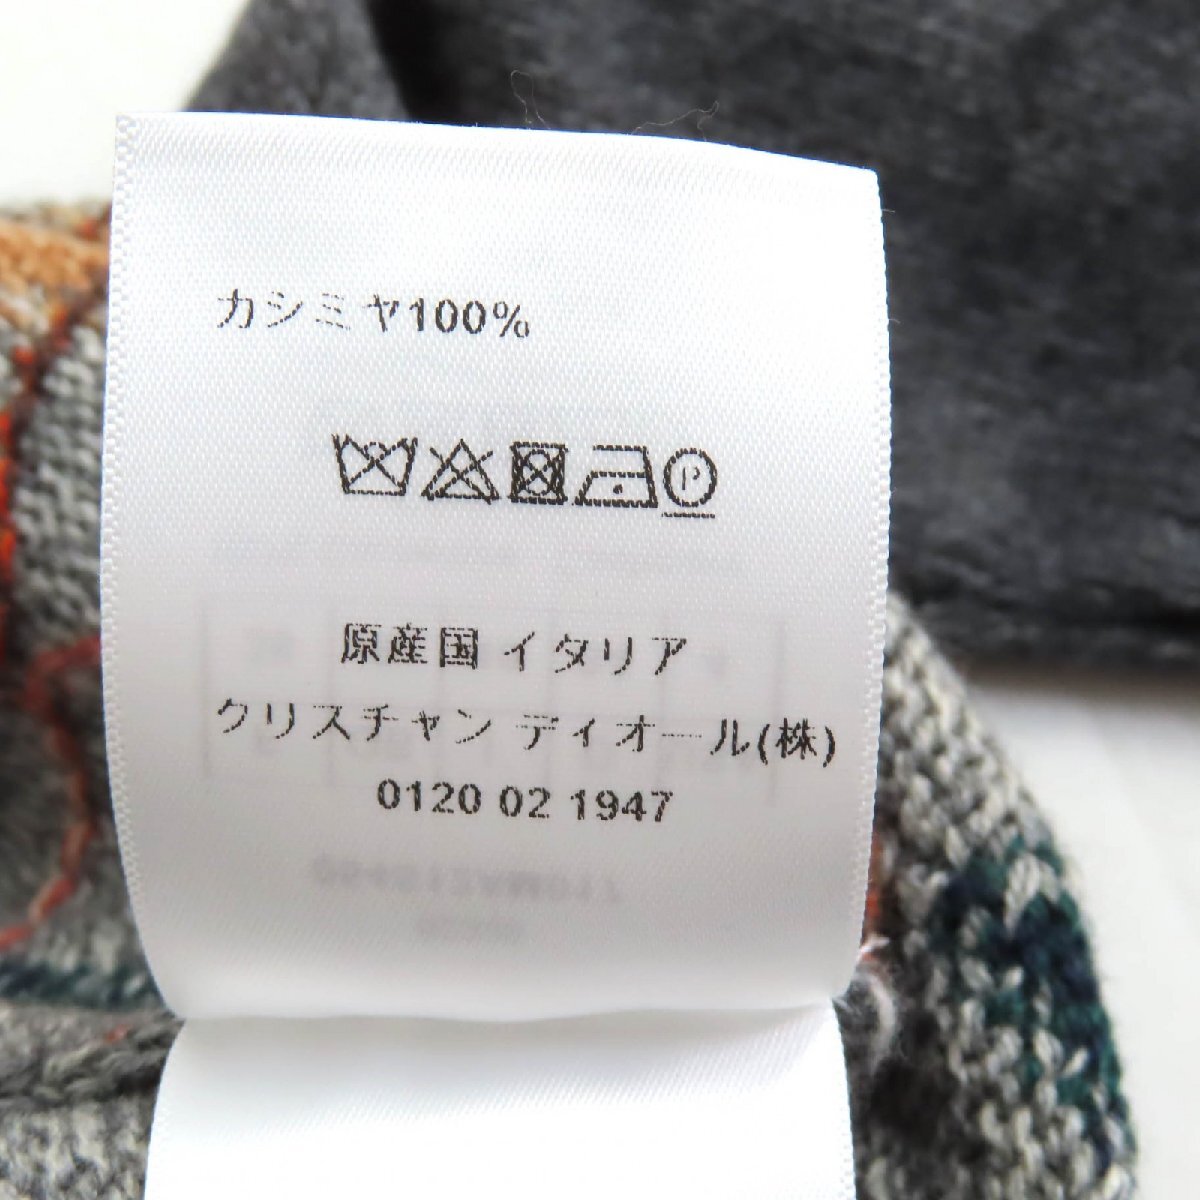 カシミヤ100%
P
原産国 イタリア
クリスチャン ディオール(株)
0120 02 1947